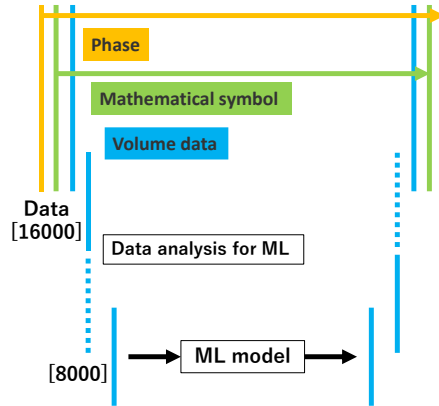 Phase
Mathematical symbol
Volume data
Data
[16000]
Data analysis for ML
ML model
[8000]